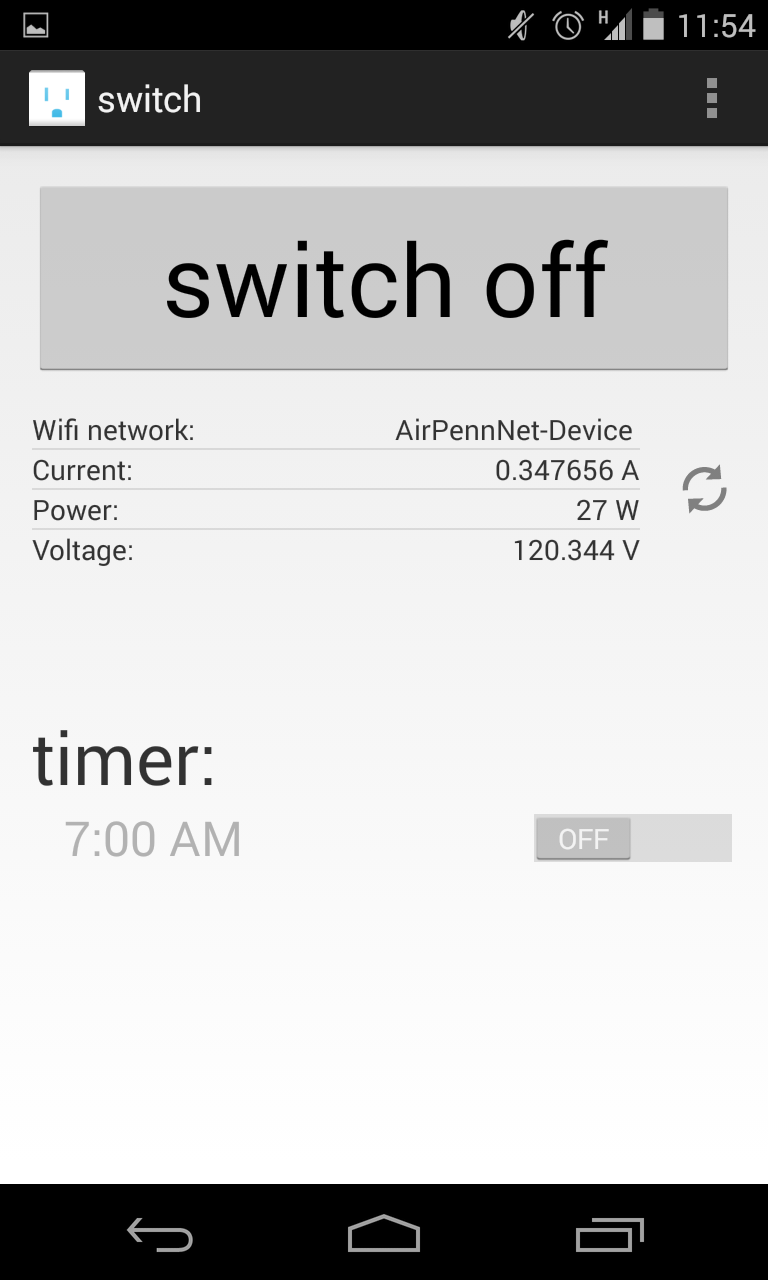 H 11:54
switch
switch off
Wifi network: AirPennNet-Device
Current: 0.347656 A
Power: 27 W
Voltage: 120.344 V
timer:
7:00 AM OFF